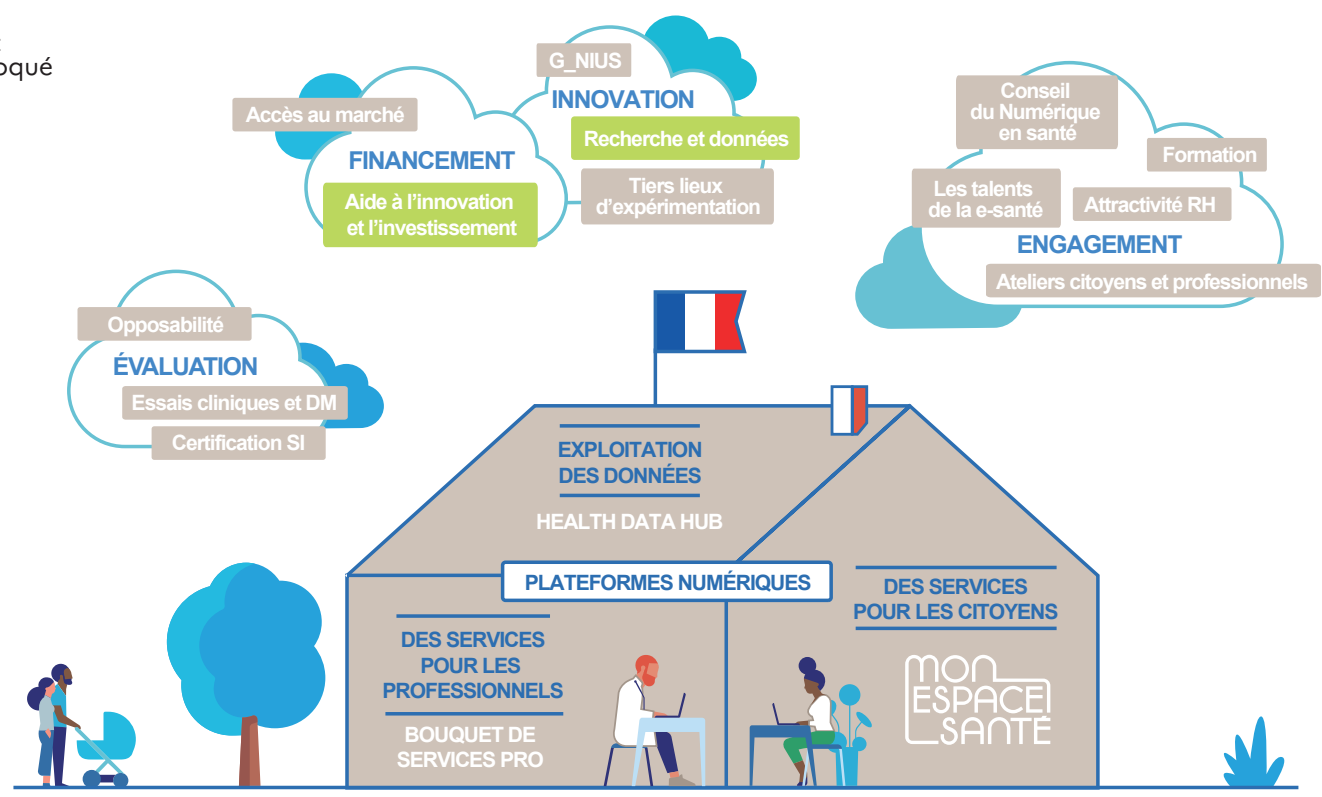 G_NIUS
INNOVATION
Recherche et données
Tiers lieux
d'expérimentation
Accès au marché
FINANCEMENT
Aide à l'innovation
et l'investissement
Conseil
du Numérique
en santé
Formation
Les talents
de la e-santé
Attractivité RH
ENGAGEMENT
Ateliers citoyens et professionnels
Opposabilité
ÉVALUATION
Essais cliniques et DM
Certification SI
EXPLOITATION
DES DONNÉES
HEALTH DATA HUB
PLATEFORMES NUMÉRIQUES
DES SERVICES
POUR LES
PROFESSIONNELS
BOUQUET DE
SERVICES PRO
DES SERVICES
POUR LES CITOYENS
MON
ESPACE
SANTÉ